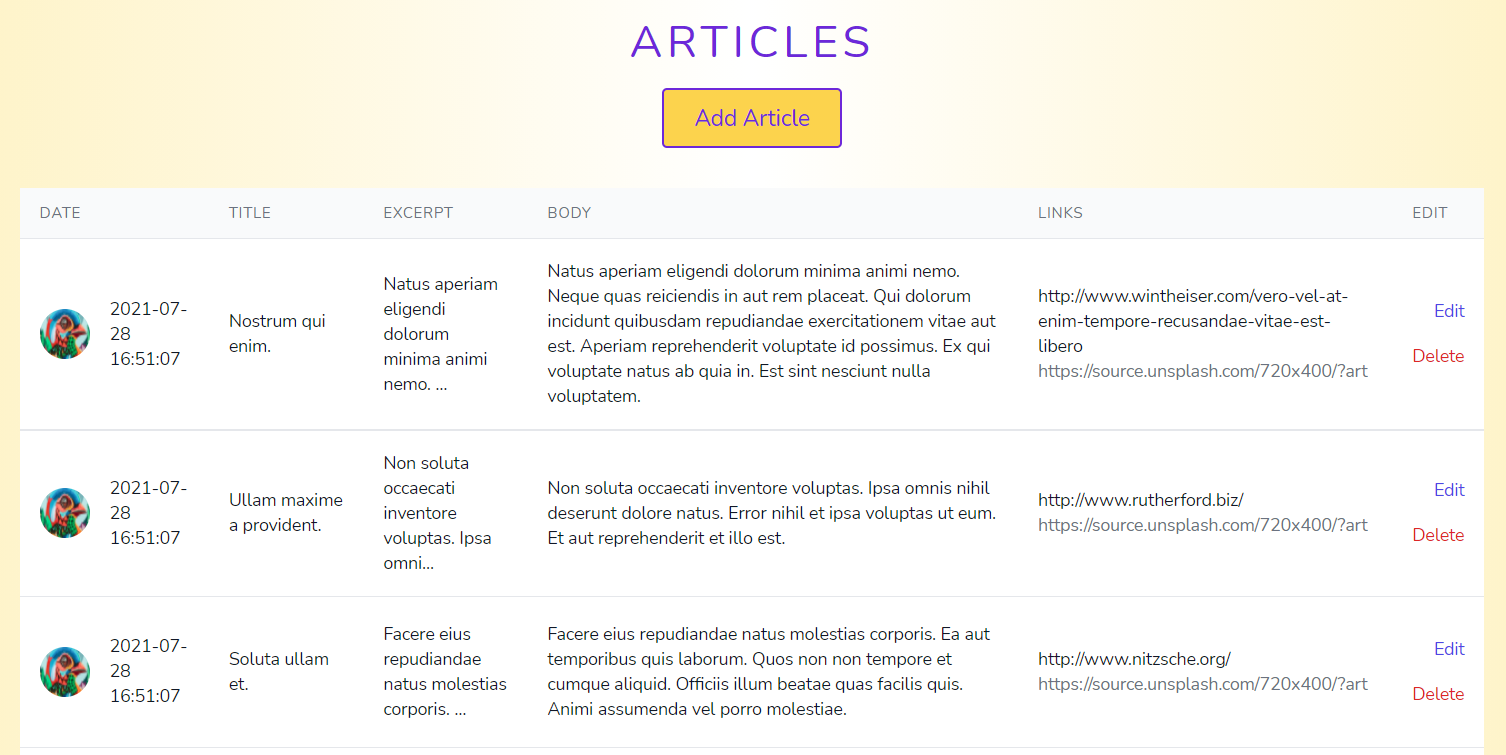 ARTICLES
Add Article
DATE TITLE EXCERPT BODY LINKS EDIT
2021-07-
28
16:51:07
Nostrum qui
enim.
Natus aperiam
eligendi
dolorum
minima animi
nemo. ...
Natus aperiam eligendi dolorum minima animi nemo.
Neque quas reiciendis in aut rem placeat. Qui dolorum
incidunt quibusdam repudiandae exercitationem vitae aut
est. Aperiam reprehenderit voluptate id possimus. Ex qui
voluptate natus ab quia in. Est sint nesciunt nulla
voluptatem.
http://www.wintheiser.com/vero-vel-at-
enim-tempore-recusandae-vitae-est-
libero
https://source.unsplash.com/720x400/?art
Edit
Delete
2021-07-
28
16:51:07
Ullam maxime
a provident.
Non soluta
occaecati
inventore
voluptas. Ipsa
omni...
Non soluta occaecati inventore voluptas. Ipsa omnis nihil
deserunt dolore natus. Error nihil et ipsa voluptas ut eum.
Et aut reprehenderit et illo est.
http://www.rutherford.biz/
https://source.unsplash.com/720x400/?art
Edit
Delete
2021-07-
28
16:51:07
Soluta ullam
et.
Facere eius
repudiandae
natus molestias
corporis. ...
Facere eius repudiandae natus molestias corporis. Ea aut
temporibus quis laborum. Quos non non tempore et
cumque aliquid. Officiis illum beatae quas facilis quis.
Animi assumenda vel porro molestiae.
http://www.nitzsche.org/
https://source.unsplash.com/720x400/?art
Edit
Delete